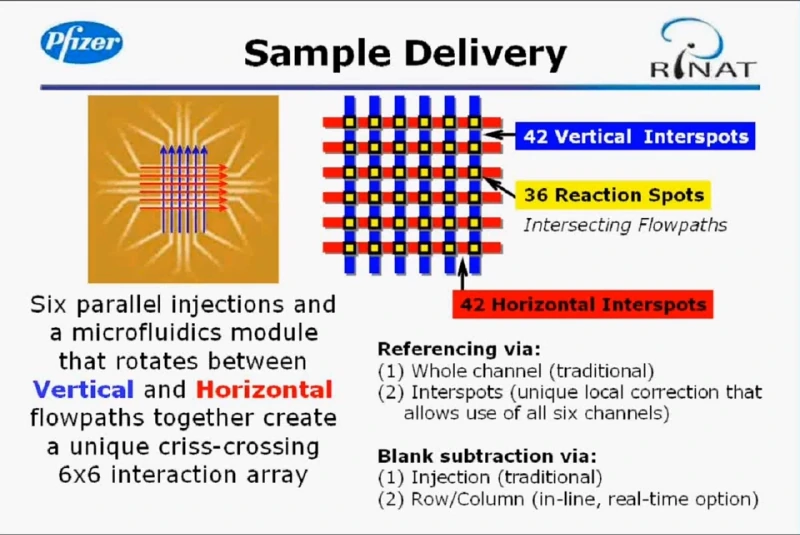 Pfizer
Sample Delivery
RINAT
42 Vertical Interspots
36 Reaction Spots
Intersecting Flowpaths
42 Horizontal Interspots
Six parallel injections and
a microfluidics module
that rotates between
Vertical and Horizontal
flowpaths together create
a unique criss-crossing
6x6 interaction array
Referencing via:
(1) Whole channel (traditional)
(2) Interspots (unique local correction that
allows use of all six channels)
Blank subtraction via:
(1) Injection (traditional)
(2) Row/Column (in-line, real-time option)